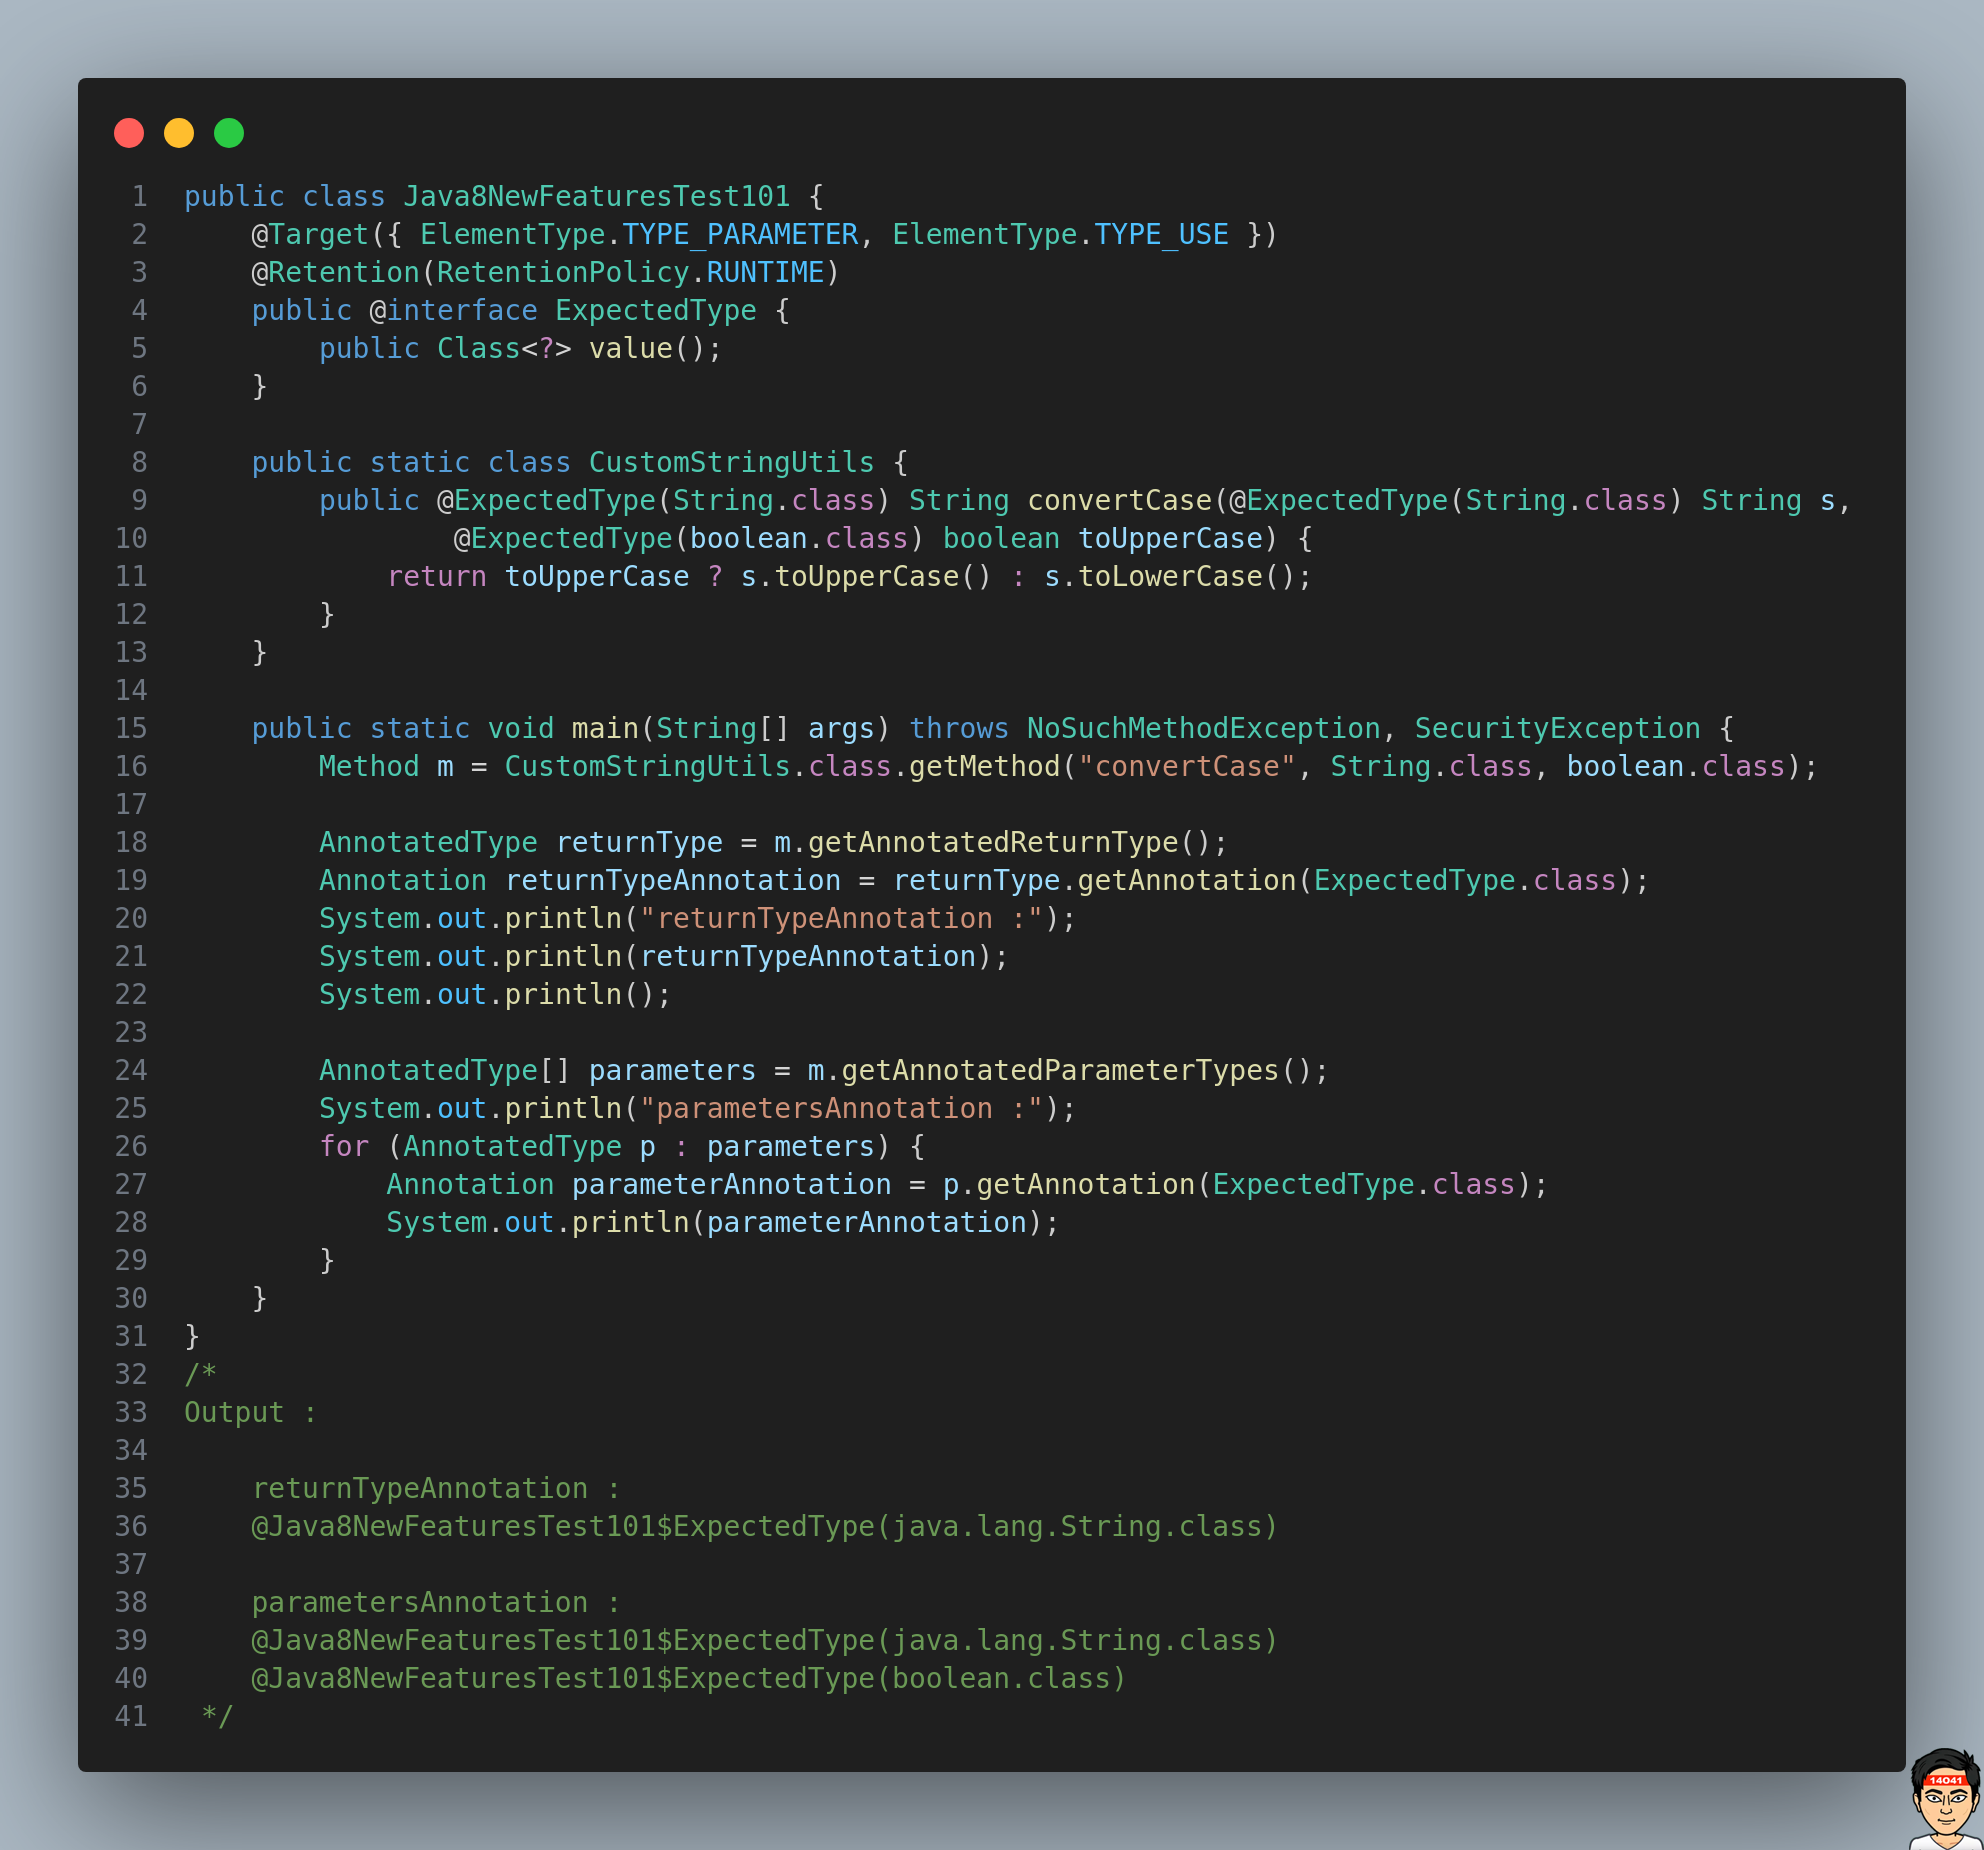 1 public class Java8NewFeaturesTest101 {
2     @Target({ ElementType.TYPE_PARAMETER, ElementType.TYPE_USE })
3     @Retention(RetentionPolicy.RUNTIME)
4     public @interface ExpectedType {
5         public Class<?> value();
6     }
7
8     public static class CustomStringUtils {
9         public @ExpectedType(String.class) String convertCase(@ExpectedType(String.class) String s,
10                 @ExpectedType(boolean.class) boolean toUpperCase) {
11             return toUpperCase ? s.toUpperCase() : s.toLowerCase();
12         }
13     }
14
15     public static void main(String[] args) throws NoSuchMethodException, SecurityException {
16         Method m = CustomStringUtils.class.getMethod("convertCase", String.class, boolean.class);
17
18         AnnotatedType returnType = m.getAnnotatedReturnType();
19         Annotation returnTypeAnnotation = returnType.getAnnotation(ExpectedType.class);
20         System.out.println("returnTypeAnnotation :");
21         System.out.println(returnTypeAnnotation);
22         System.out.println();
23
24         AnnotatedType[] parameters = m.getAnnotatedParameterTypes();
25         System.out.println("parametersAnnotation :");
26         for (AnnotatedType p : parameters) {
27             Annotation parameterAnnotation = p.getAnnotation(ExpectedType.class);
28             System.out.println(parameterAnnotation);
29         }
30     }
31 }
32 /*
33 Output :
34
35     returnTypeAnnotation :
36     @Java8NewFeaturesTest101$ExpectedType(java.lang.String.class)
37
38     parametersAnnotation :
39     @Java8NewFeaturesTest101$ExpectedType(java.lang.String.class)
40     @Java8NewFeaturesTest101$ExpectedType(boolean.class)
41  */
14041